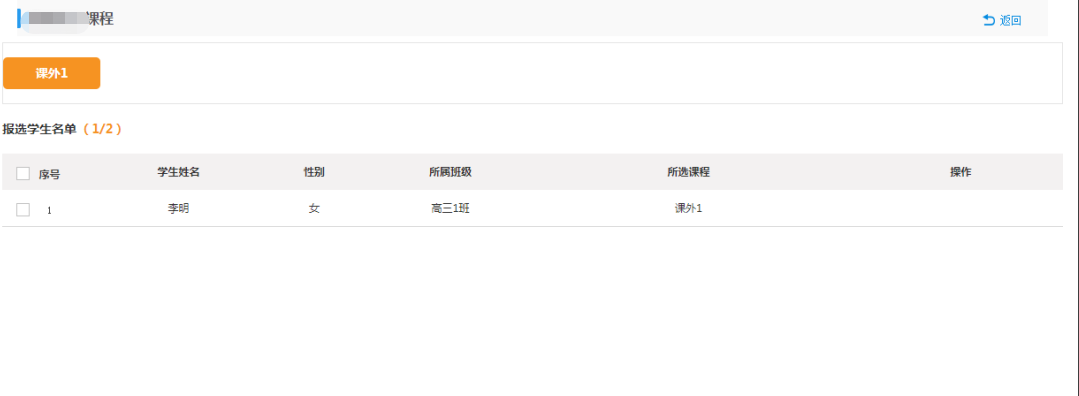 课程
返回
课外1
报选学生名单（1/2）
序号 学生姓名 性别 所属班级 所选课程 操作
1 李明 女 高三1班 课外1